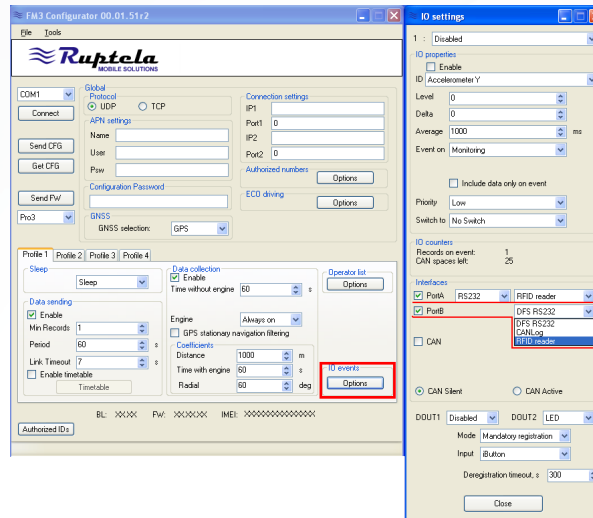 FM3 Configurator 00.01.51r2
File Tools
Ruptela
MOBILE SOLUTIONS
COM1
Connect
Send CFG
Get CFG
Send FW
Pro3
Global
Protocol
UDP TCP
APN settings
Name
User
Psw
Configuration Password
GNSS
GNSS selection: GPS
Connection settings
IP1
Port1 0
IP2
Port2 0
Authorized numbers
Options
ECO driving
Options
Profile 1 Profile 2 Profile 3 Profile 4
Sleep
Sleep
Data sending
Enable
Min Records 1
Period 60 s
Link Timeout 7 s
Enable timetable
Timetable
Data collection
Enable
Time without engine 60 s
Engine Always on
GPS stationary navigation filtering
Coefficients
Distance 1000 m
Time with engine 60 s
Radial 60 deg
Operator list
Options
IO events
Options
BL: XX.XX FW: XX.XX.XX IMEI: XXXXXXXXXXXXXXX
Authorized IDs
IO settings
1 : Disabled
IO properties
Enable
ID Accelerometer Y
Level 0
Delta 0
Average 1000 ms
Event on Monitoring
Include data only on event
Priority Low
Switch to No Switch
IO counters
Records on event: 1
CAN spaces left: 25
Interfaces
PortA RS232 RFID reader
PortB DFS RS232
DFS RS232
CANLog
RFID reader
CAN
CAN Silent CAN Active
DOUT1 Disabled DOUT2 LED
Mode Mandatory registration
Input iButton
Deregistration timeout, s 300
Close